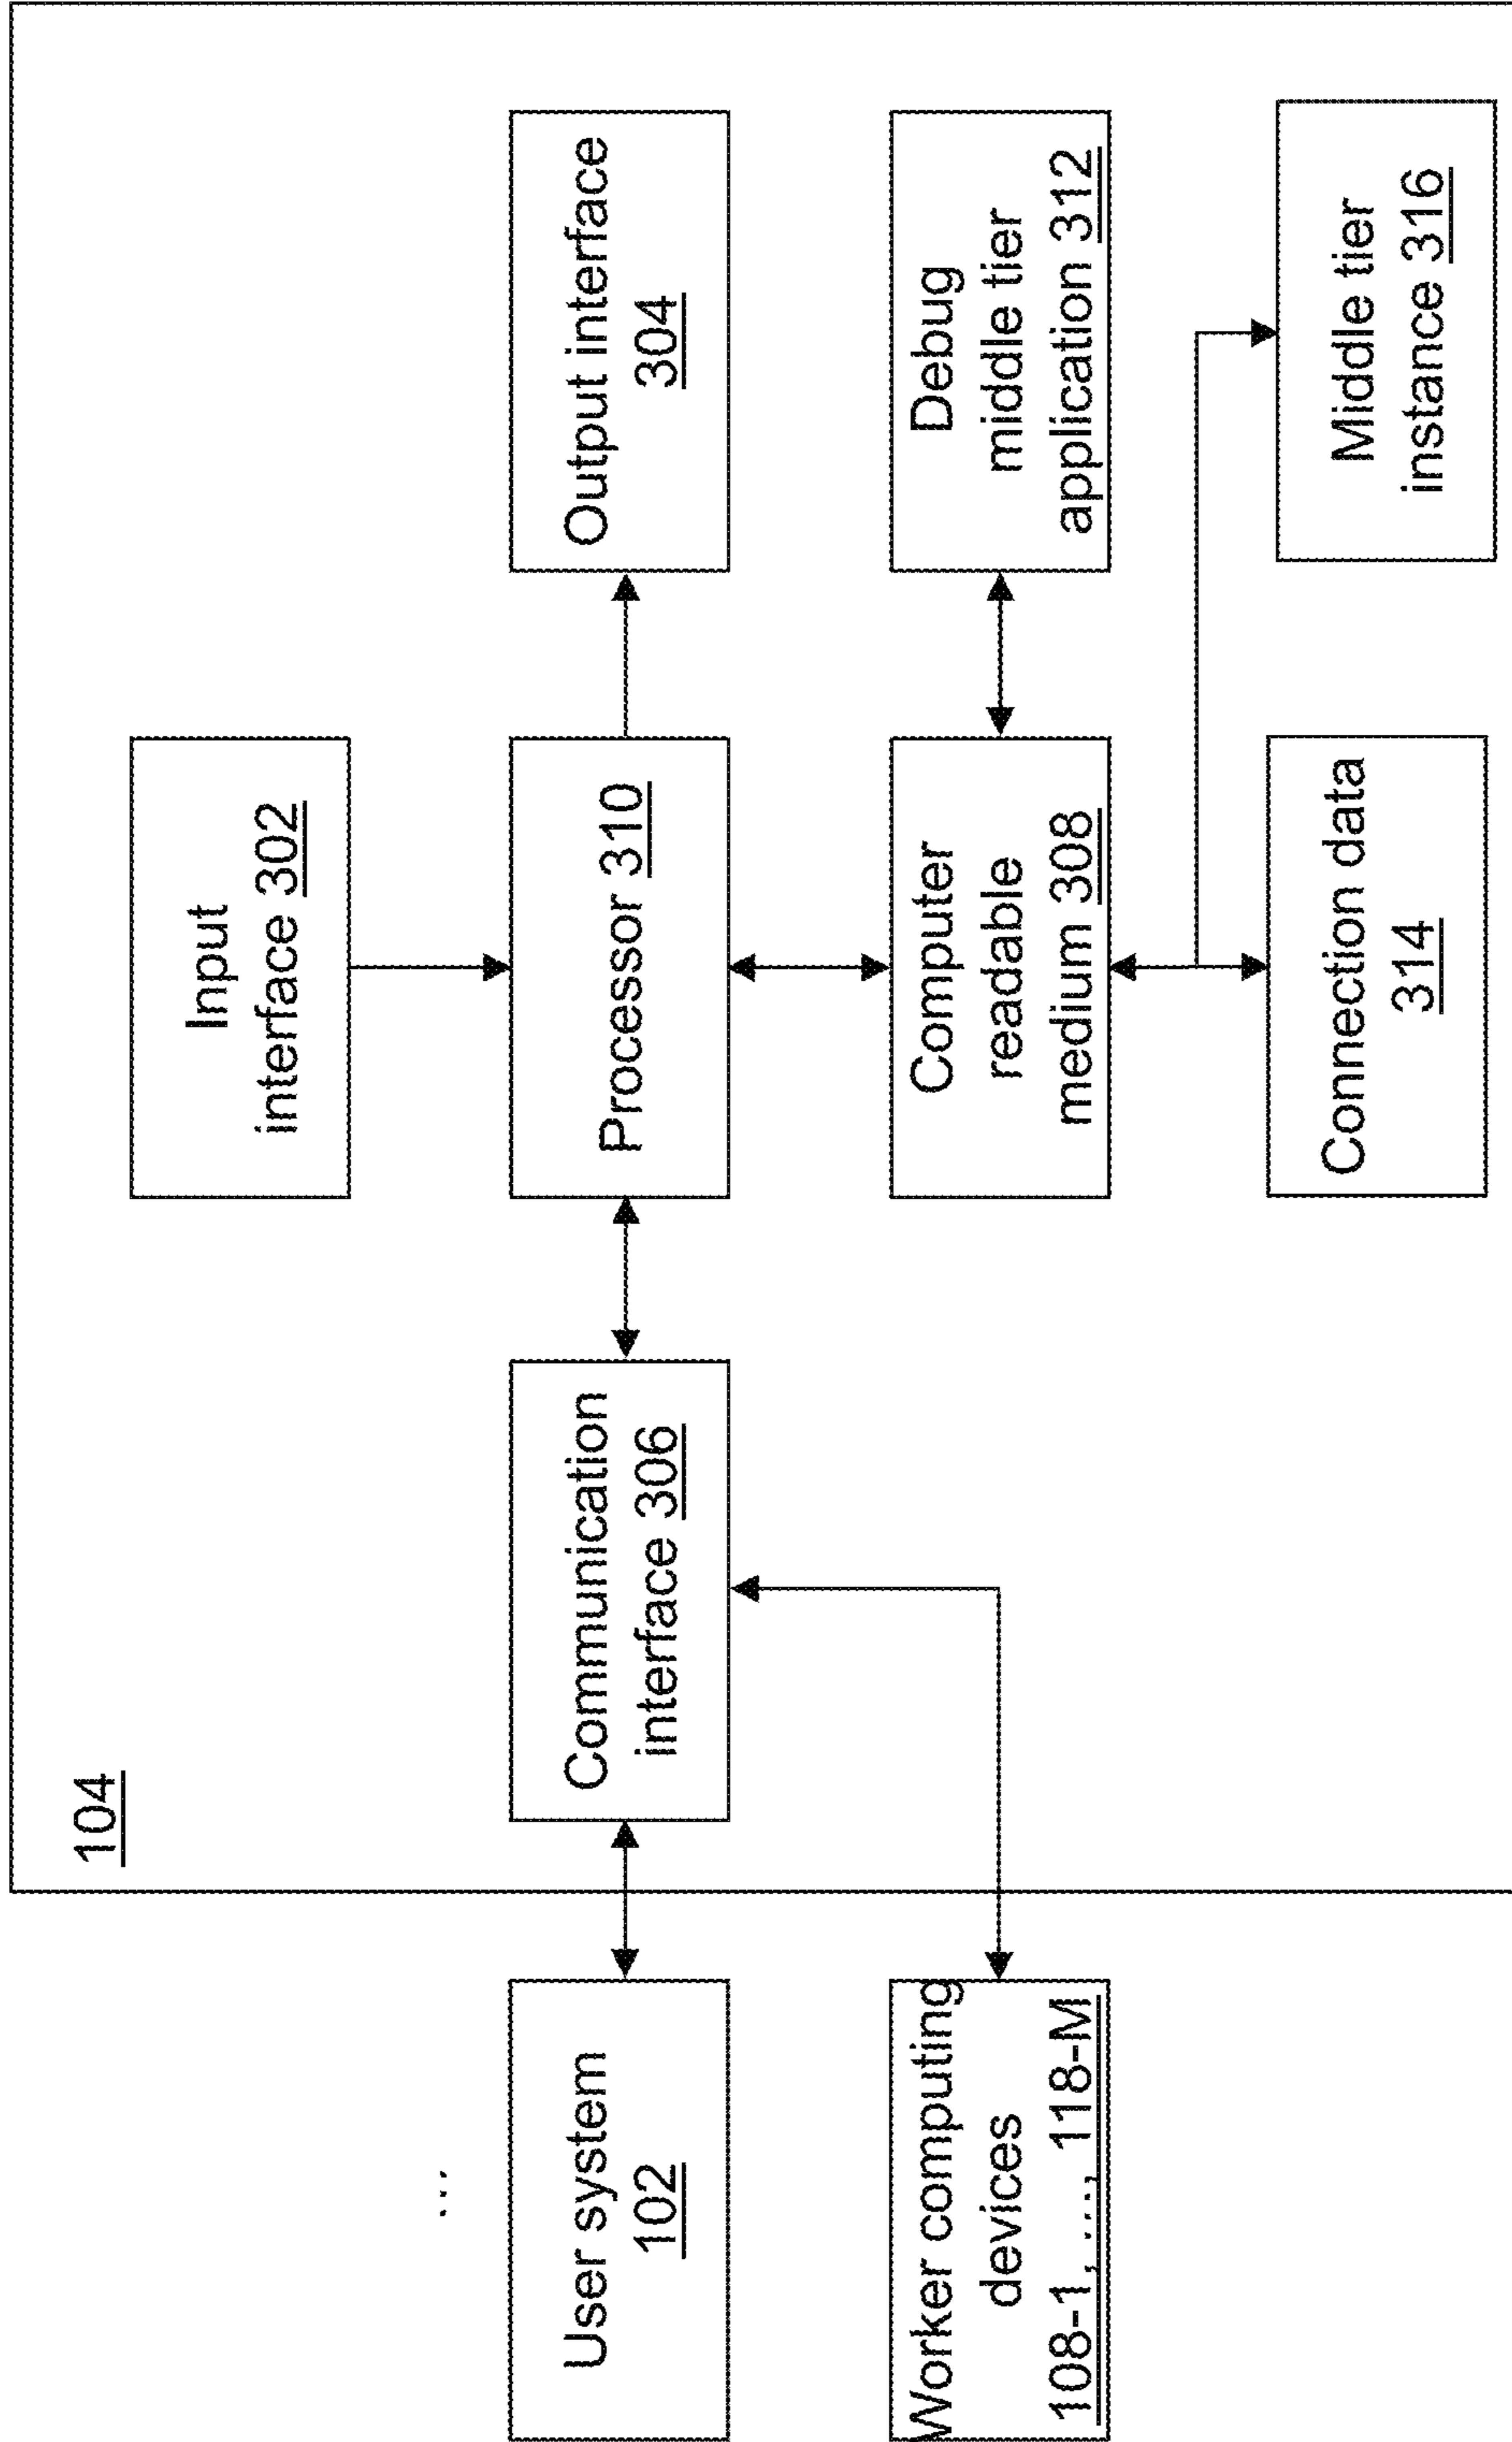 104
Input
interface 302
Output interface
304
Processor 310
Communication
interface 306
...
User system
102
Worker computing
devices
108-1, ..., 118-M
Computer
readable
medium 308
Debug
middle tier
application 312
Connection data
314
Middle tier
instance 316